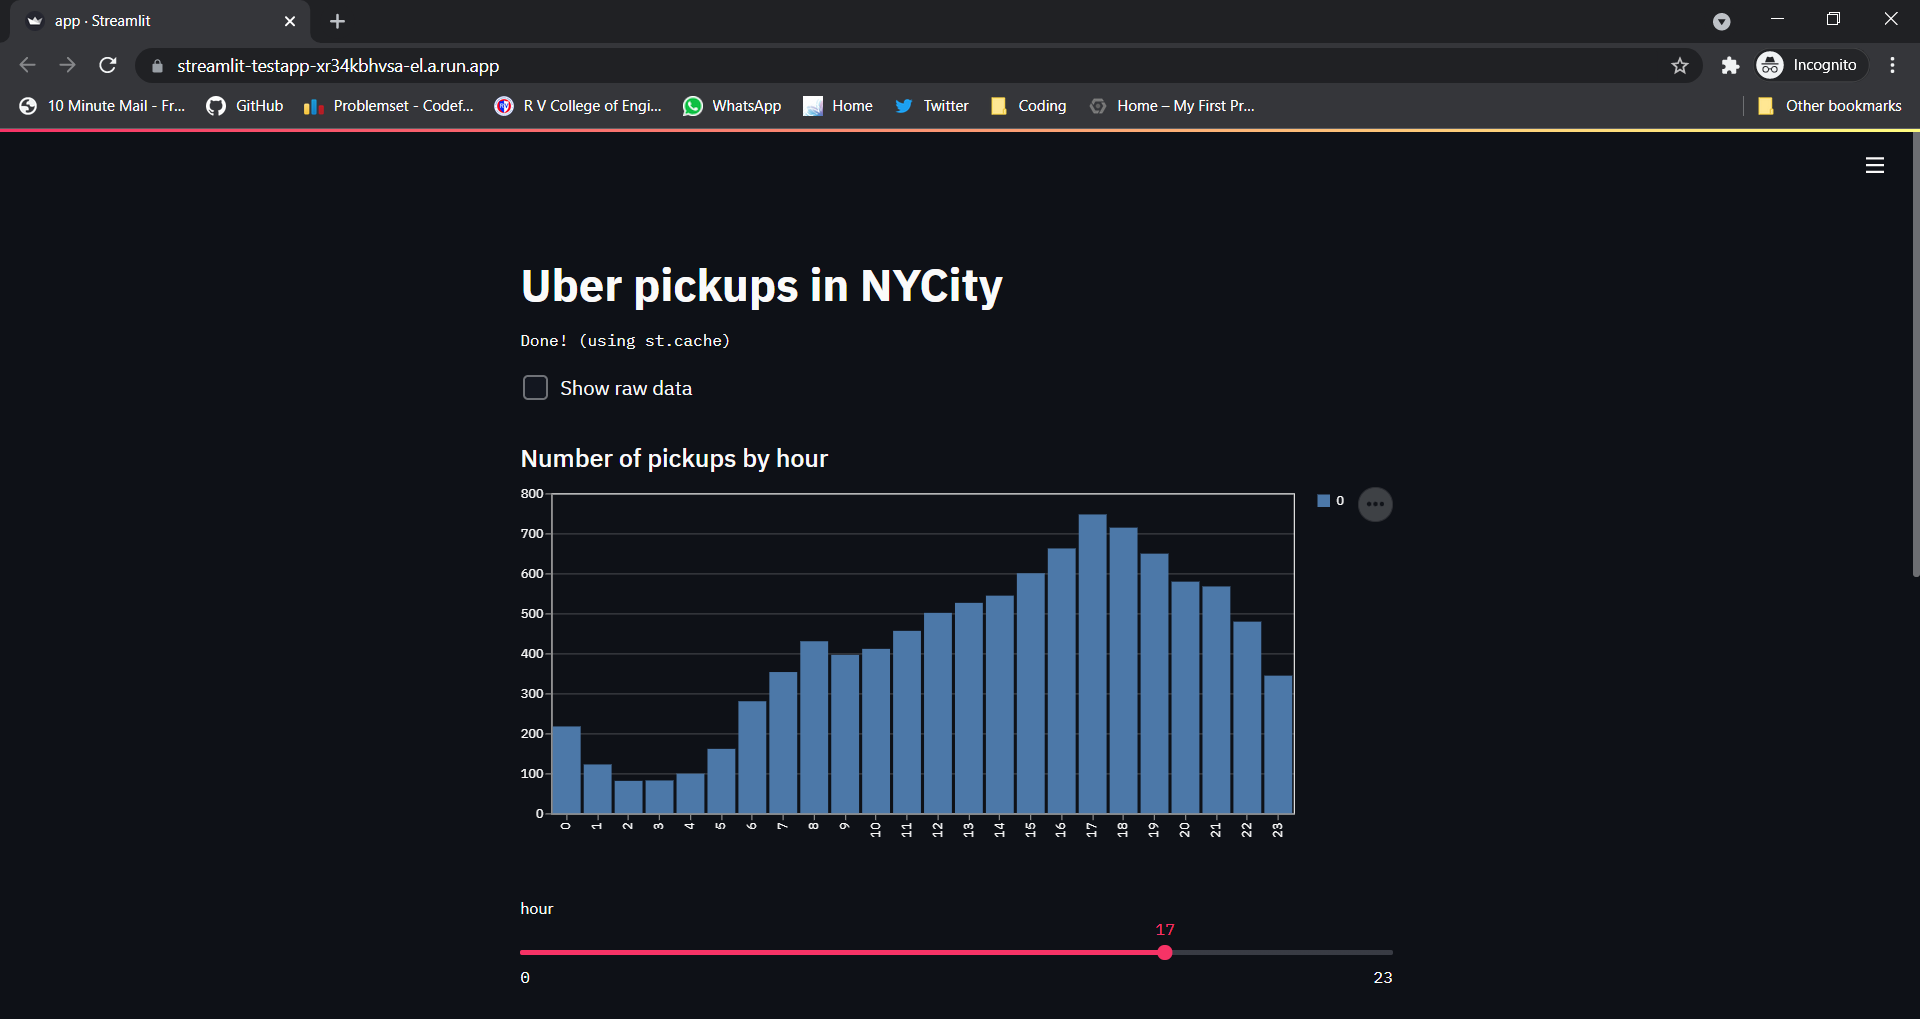 app · Streamlit
streamlit-testapp-xr34kbhvsa-el.a.run.app
Incognito
10 Minute Mail - Fr...
GitHub
Problemset - Codef...
R V College of Engi...
WhatsApp
Home
Twitter
Coding
Home – My First Pr...
Other bookmarks
Uber pickups in NYCity
Done! (using st.cache)
Show raw data
Number of pickups by hour
800
700
600
500
400
300
200
100
0
0 1 2 3 4 5 6 7 8 9 10 11 12 13 14 15 16 17 18 19 20 21 22 23
0
hour
17
0
23